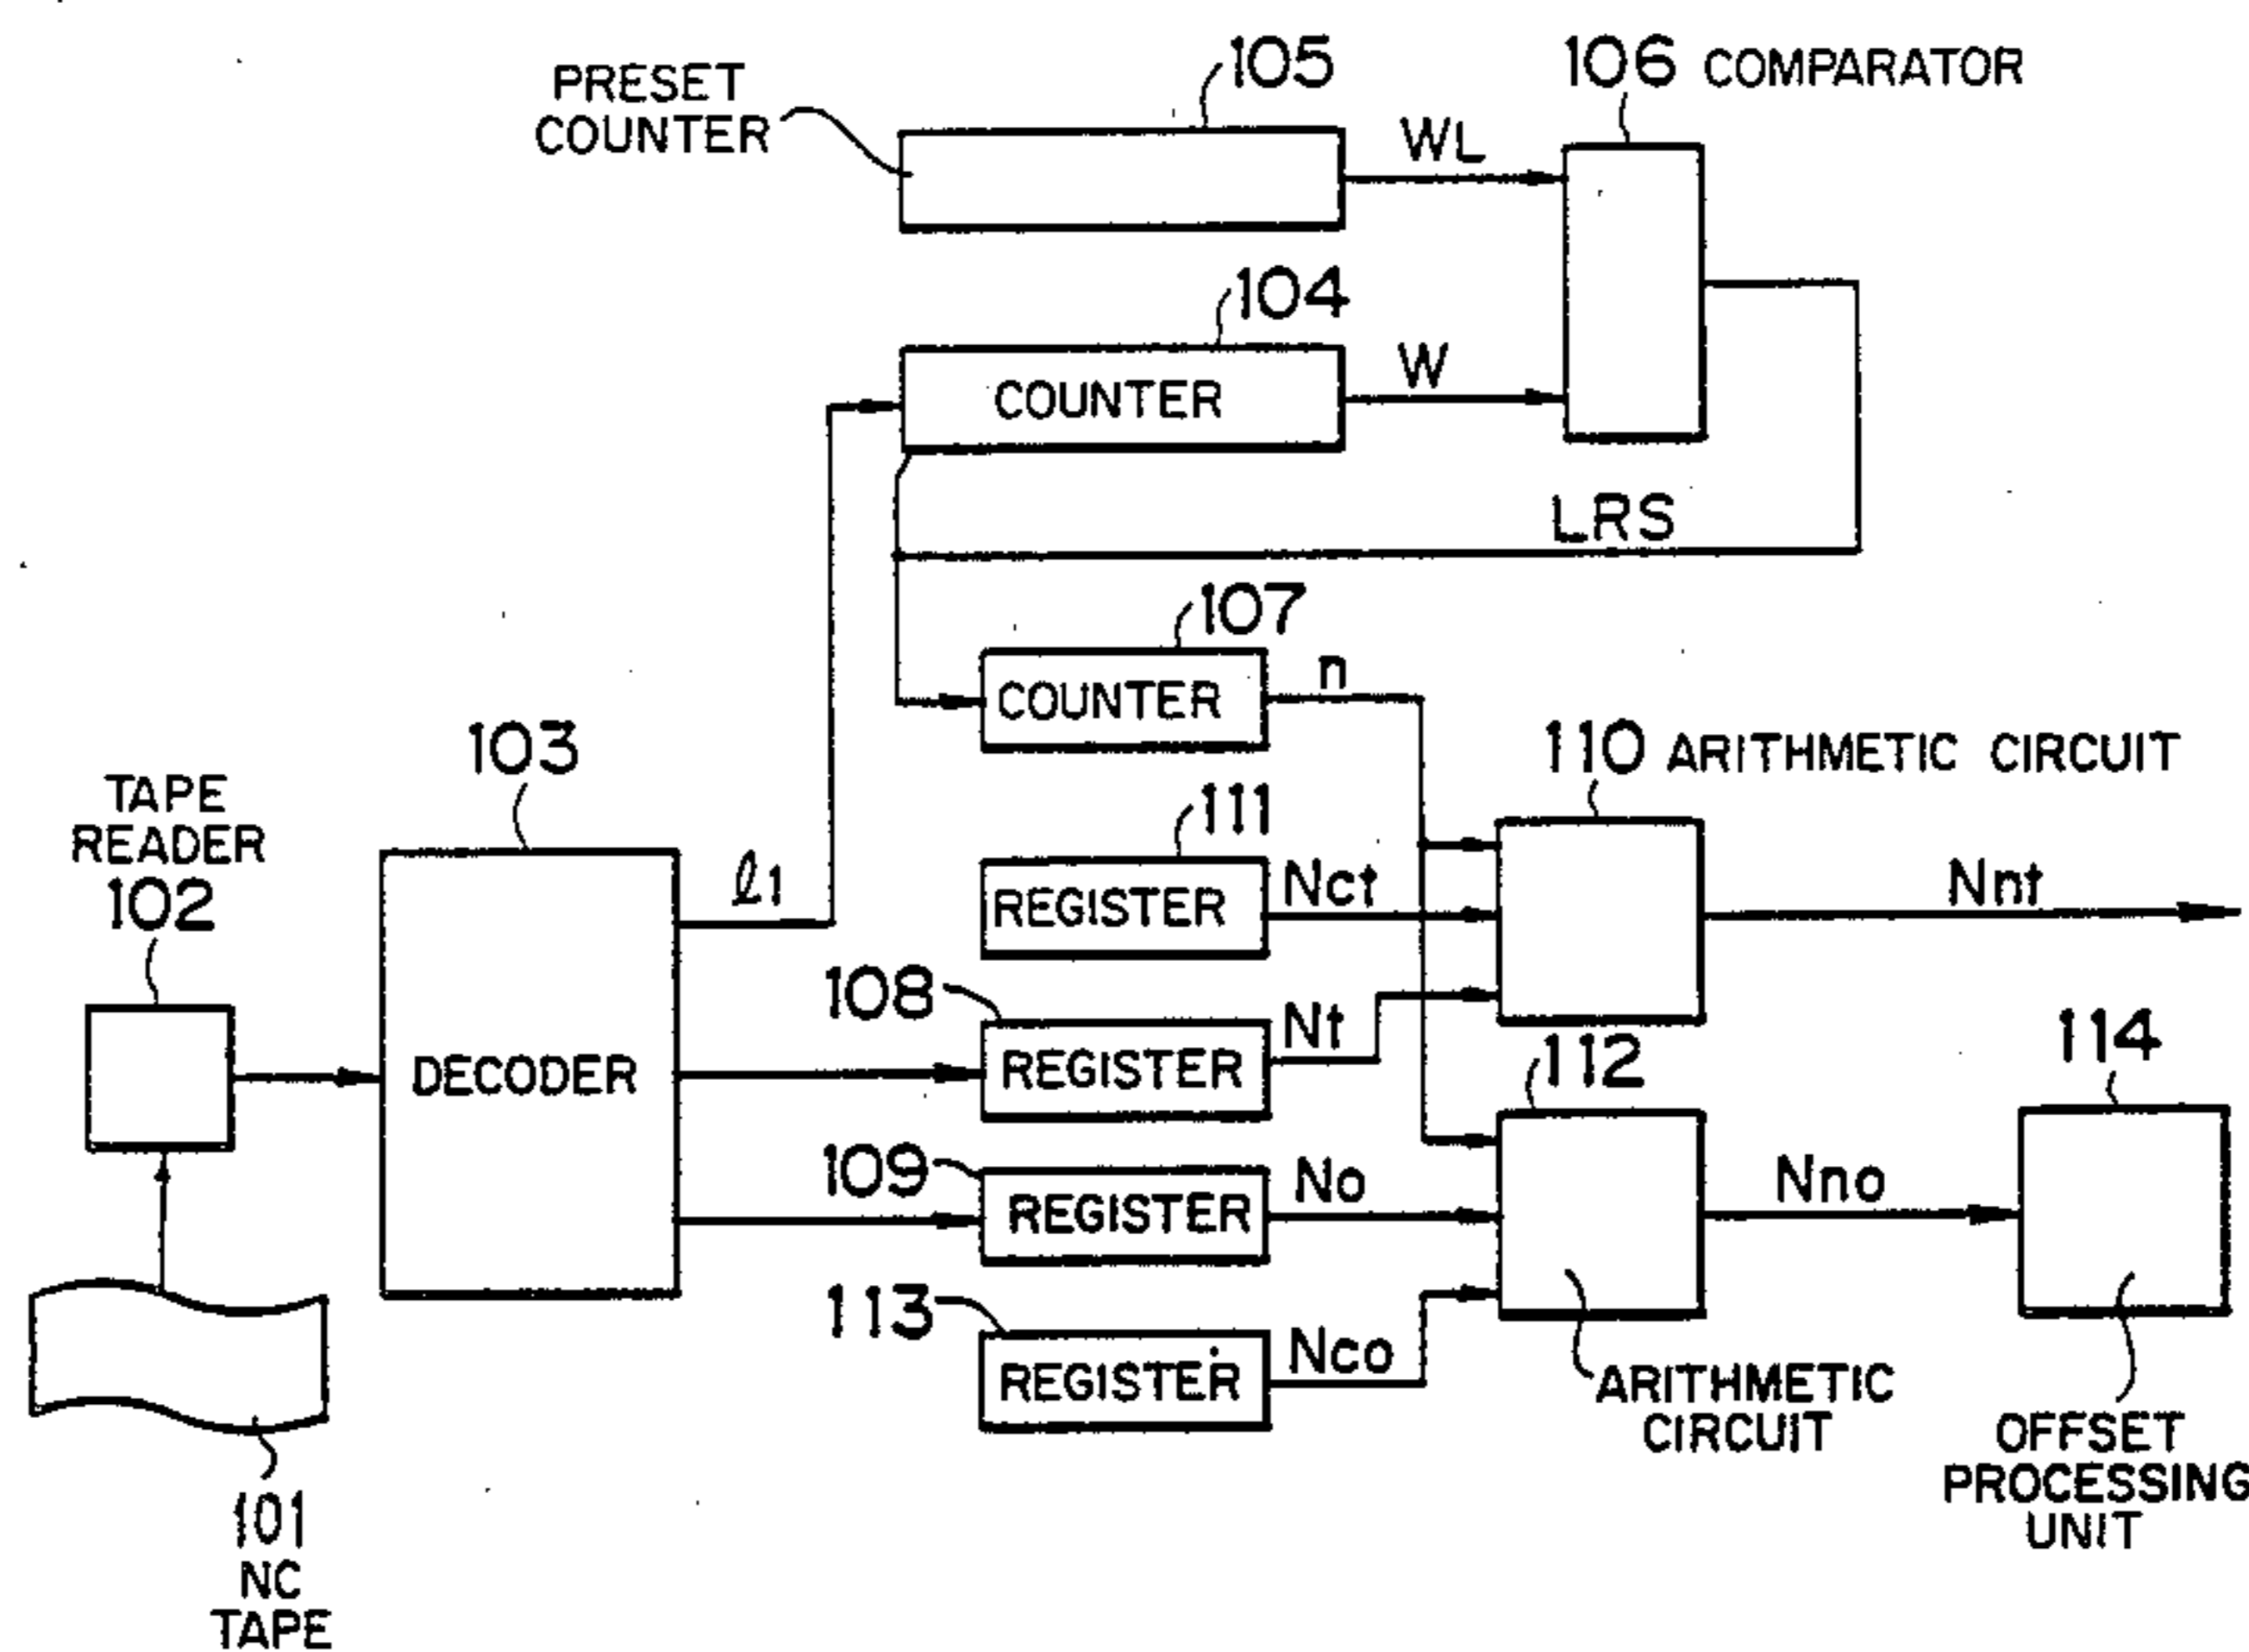 PRESET
COUNTER
105
106 COMPARATOR
WL
104
COUNTER
W
LRS
107
COUNTER
n
103
DECODER
ℓ1
TAPE
READER
102
101
NC
TAPE
111
REGISTER
Nct
108
REGISTER
Nt
109
REGISTER
No
113
REGISTER
Nco
110 ARITHMETIC CIRCUIT
Nnt
112
ARITHMETIC
CIRCUIT
Nno
114
OFFSET
PROCESSING
UNIT